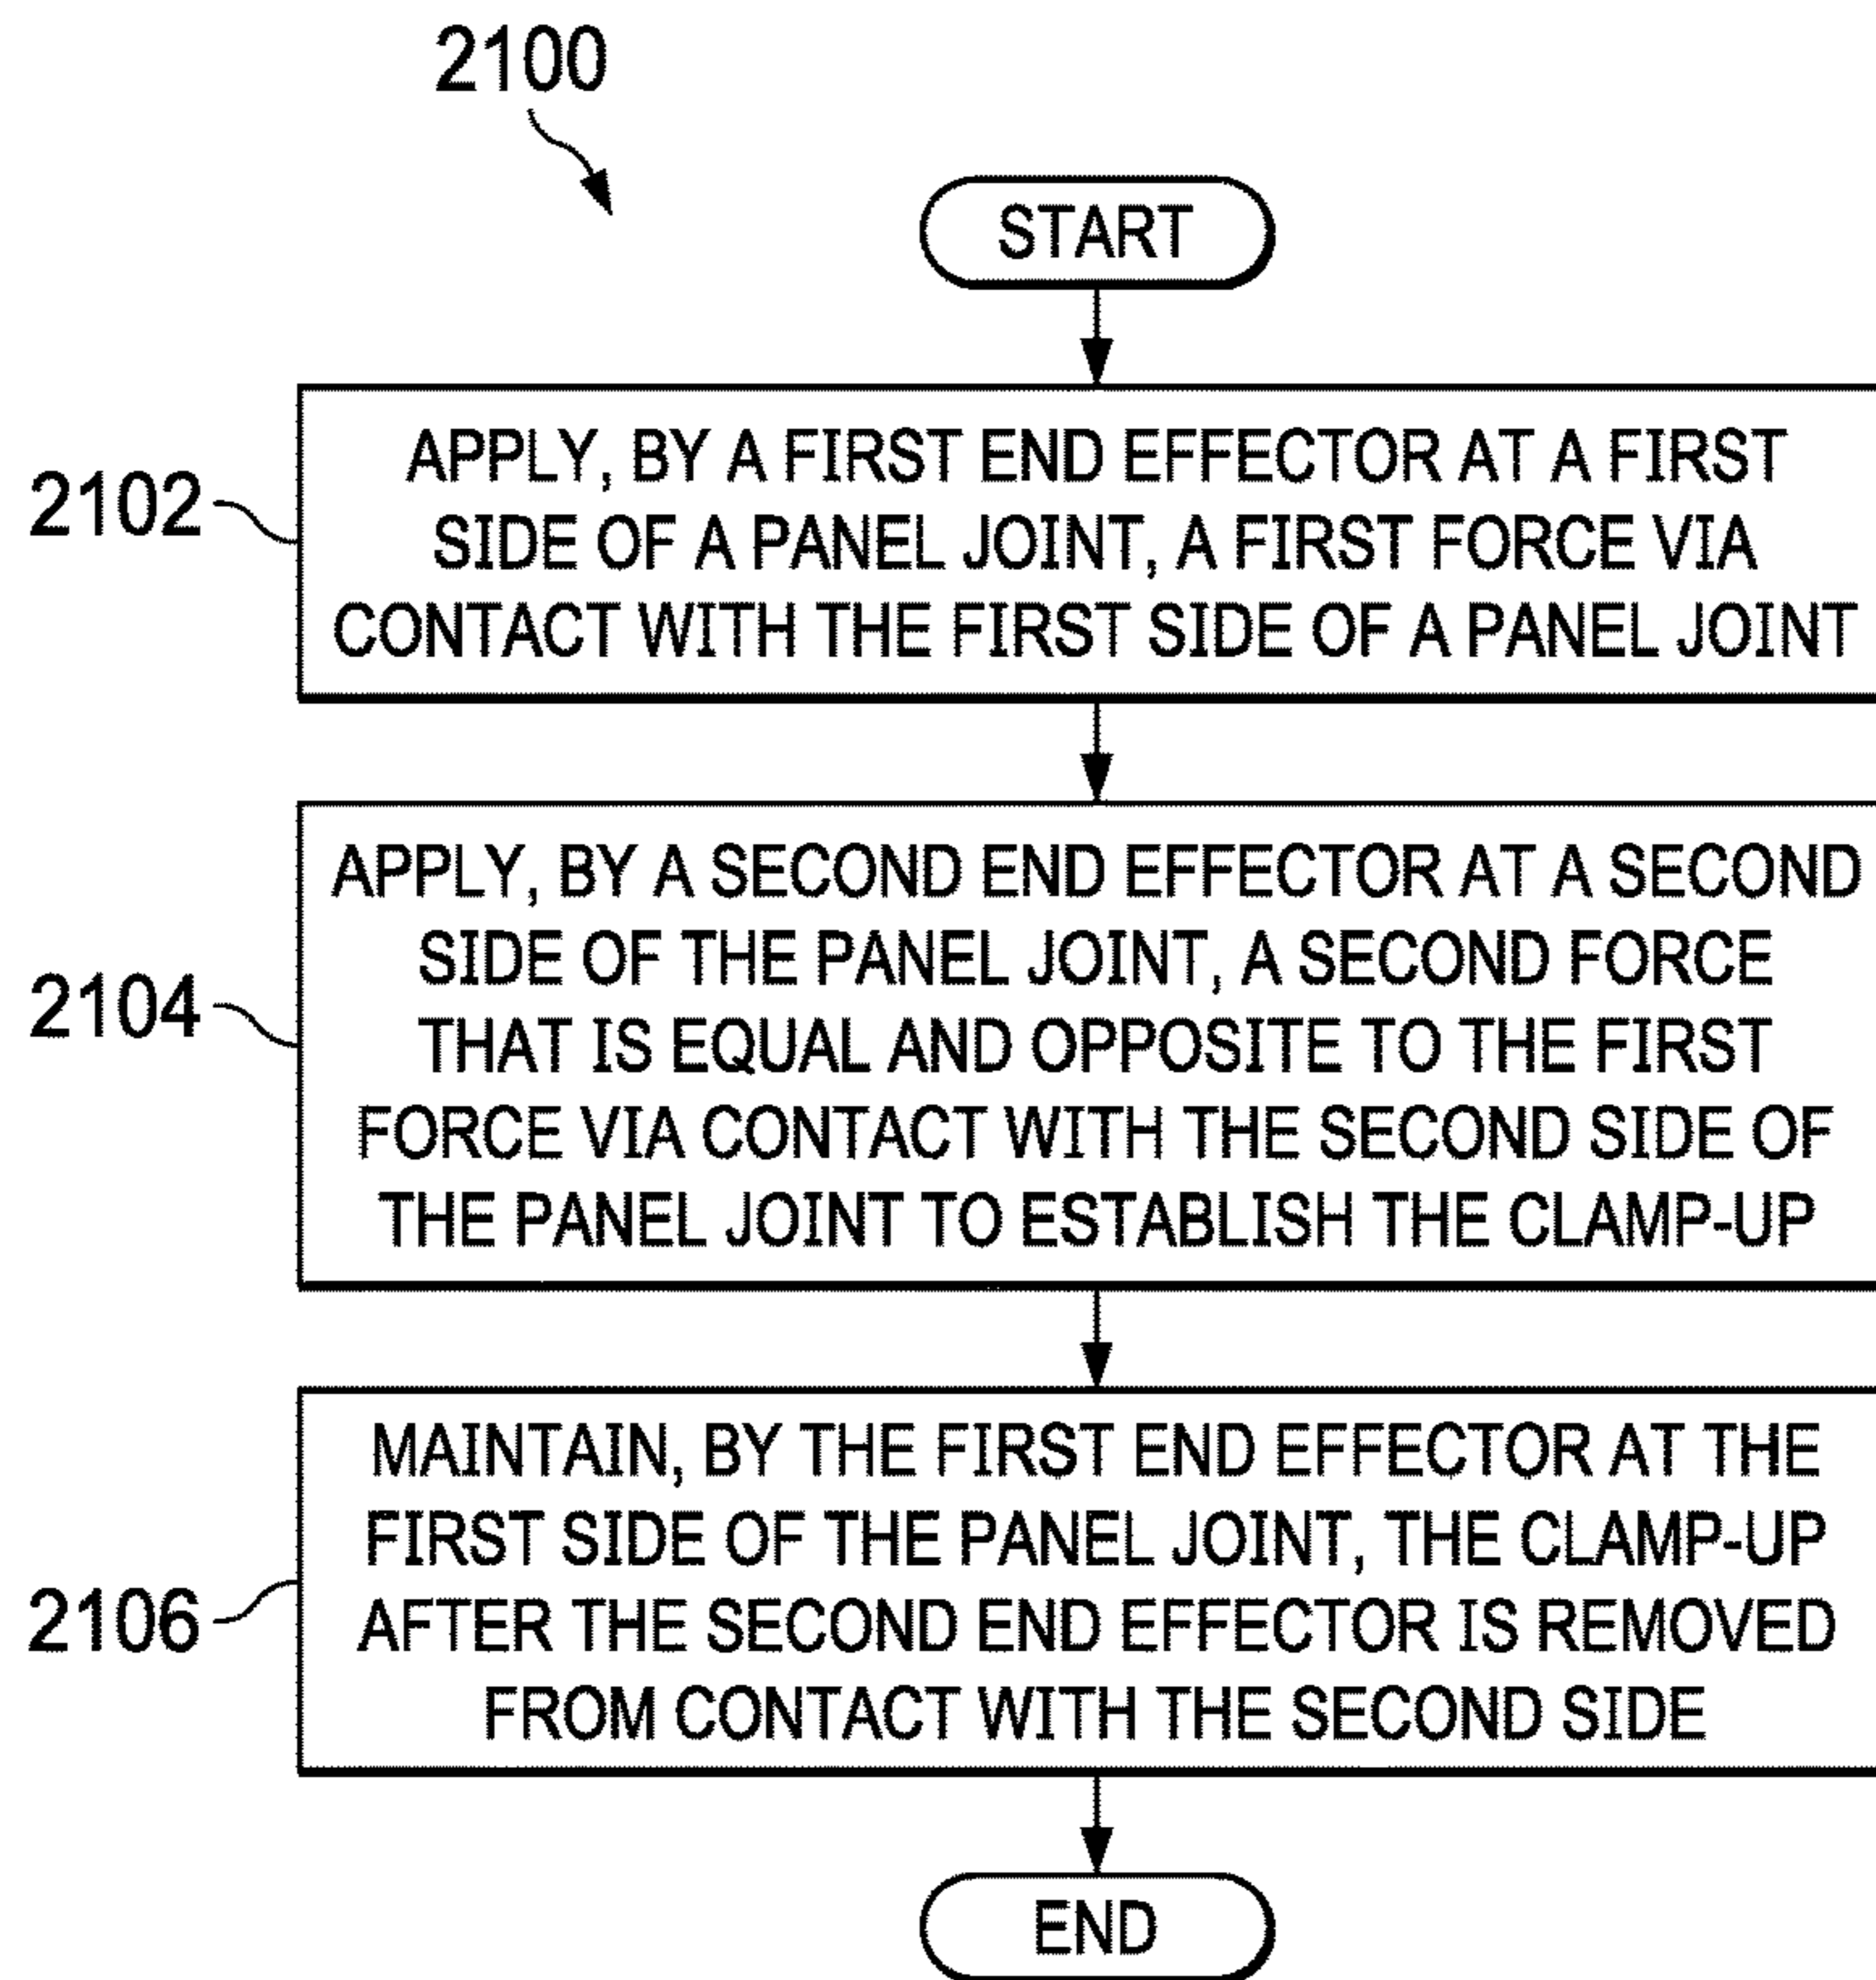 2100
START
2102
APPLY, BY A FIRST END EFFECTOR AT A FIRST
SIDE OF A PANEL JOINT, A FIRST FORCE VIA
CONTACT WITH THE FIRST SIDE OF A PANEL JOINT
2104
APPLY, BY A SECOND END EFFECTOR AT A SECOND
SIDE OF THE PANEL JOINT, A SECOND FORCE
THAT IS EQUAL AND OPPOSITE TO THE FIRST
FORCE VIA CONTACT WITH THE SECOND SIDE OF
THE PANEL JOINT TO ESTABLISH THE CLAMP-UP
2106
MAINTAIN, BY THE FIRST END EFFECTOR AT THE
FIRST SIDE OF THE PANEL JOINT, THE CLAMP-UP
AFTER THE SECOND END EFFECTOR IS REMOVED
FROM CONTACT WITH THE SECOND SIDE
END